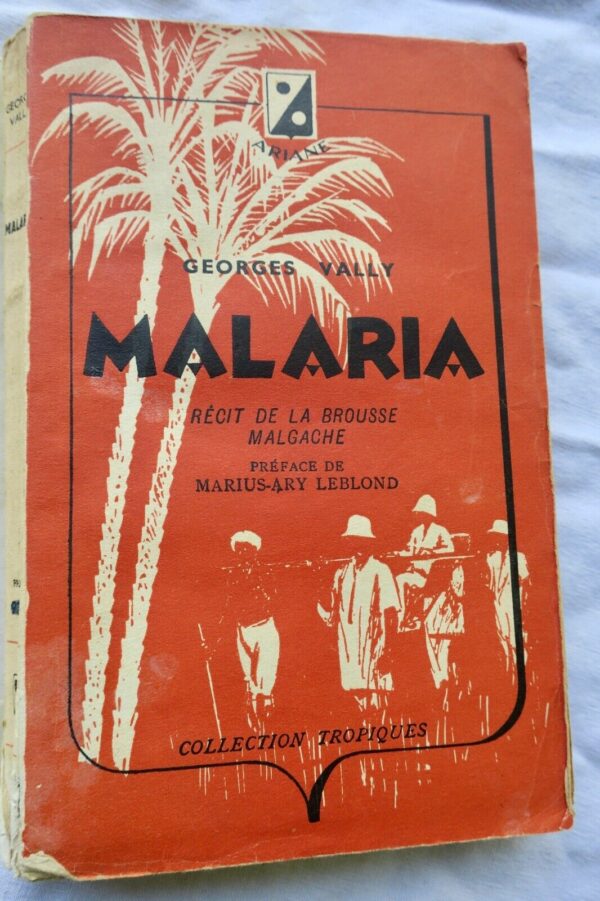 ARIANE
GEORGES VALLY
MALARIA
RÉCIT DE LA BROUSSE
MALGACHE
PRÉFACE DE
MARIUS-ARY LEBLOND
COLLECTION TROPIQUES